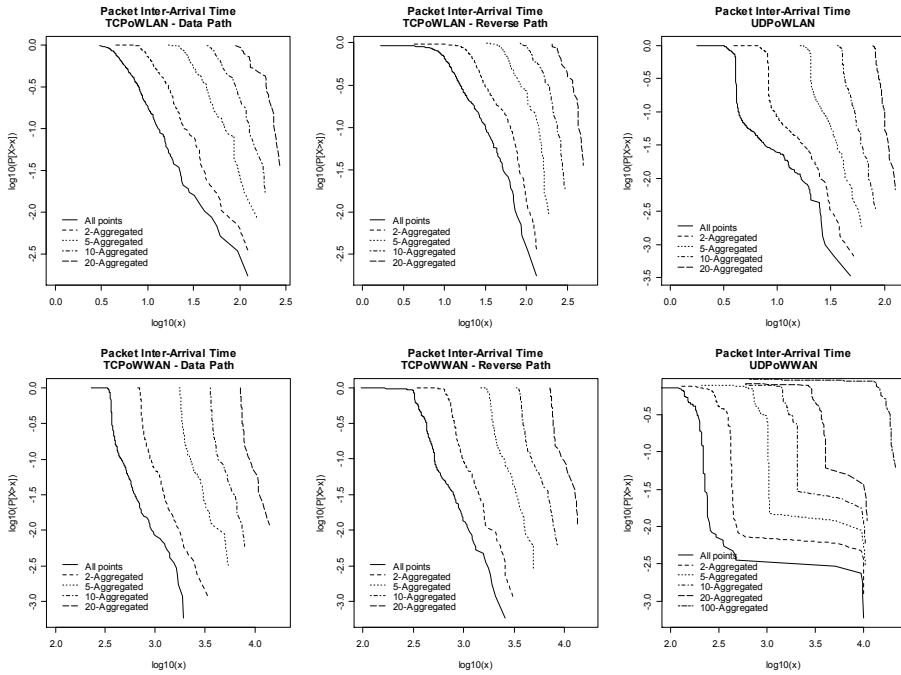 Packet Inter-Arrival Time
TCPoWLAN - Data Path
log10(P[X>x])
0.0
-0.5
-1.0
-1.5
-2.0
-2.5
All points
2-Aggregated
5-Aggregated
10-Aggregated
20-Aggregated
0.0 0.5 1.0 1.5 2.0 2.5
log10(x)
Packet Inter-Arrival Time
TCPoWLAN - Reverse Path
log10(P[X>x])
0.0
-0.5
-1.0
-1.5
-2.0
-2.5
All points
2-Aggregated
5-Aggregated
10-Aggregated
20-Aggregated
0.0 0.5 1.0 1.5 2.0 2.5
log10(x)
Packet Inter-Arrival Time
UDPoWLAN
log10(P[X>x])
0.0
-0.5
-1.0
-1.5
-2.0
-2.5
-3.0
-3.5
All points
2-Aggregated
5-Aggregated
10-Aggregated
20-Aggregated
0.0 0.5 1.0 1.5 2.0
log10(x)
Packet Inter-Arrival Time
TCPoWWAN - Data Path
log10(P[X>x])
0.0
-0.5
-1.0
-1.5
-2.0
-2.5
-3.0
All points
2-Aggregated
5-Aggregated
10-Aggregated
20-Aggregated
2.0 2.5 3.0 3.5 4.0
log10(x)
Packet Inter-Arrival Time
TCPoWWAN - Reverse Path
log10(P[X>x])
0.0
-0.5
-1.0
-1.5
-2.0
-2.5
-3.0
All points
2-Aggregated
5-Aggregated
10-Aggregated
20-Aggregated
2.0 2.5 3.0 3.5 4.0
log10(x)
Packet Inter-Arrival Time
UDPoWWAN
log10(P[X>x])
-0.5
-1.0
-1.5
-2.0
-2.5
-3.0
All points
2-Aggregated
5-Aggregated
10-Aggregated
20-Aggregated
100-Aggregated
2.0 2.5 3.0 3.5 4.0
log10(x)